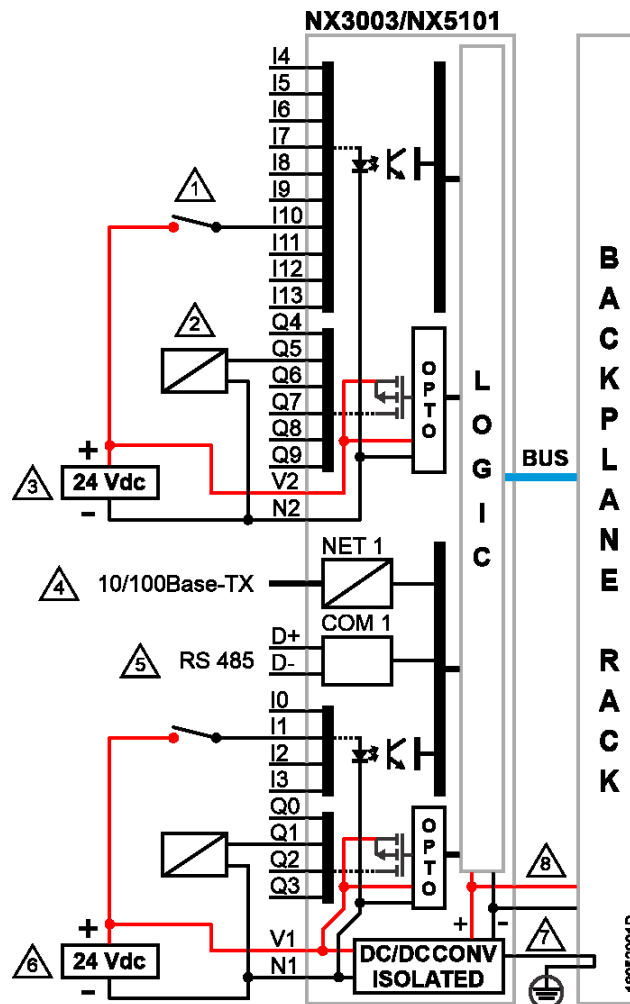 NX3003/NX5101
I4
I5
I6
I7
I8
I9
I10
I11
I12
I13
1
Q4
Q5
Q6
Q7
Q8
Q9
2
OPTO
LOGIC
BUS
BACKPLANE RACK
+
24 Vdc
-
3
V2
N2
NET 1
4
10/100Base-TX
COM 1
D+
D-
5
RS 485
I0
I1
I2
I3
Q0
Q1
Q2
Q3
OPTO
8
+
24 Vdc
-
6
V1
N1
+
-
DC/DC CONV
ISOLATED
7